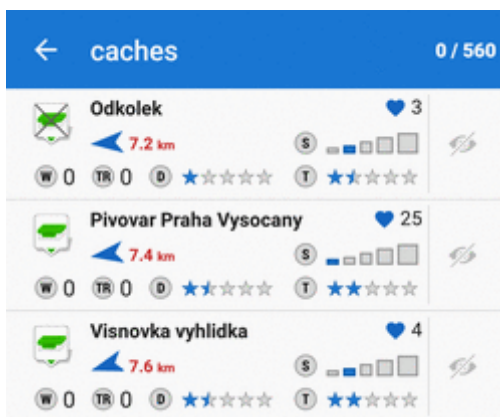 caches 0 / 560
Odkolek 3
7.2 km S
W 0 TR 0 D T
Pivovar Praha Vysocany 25
7.4 km S
W 0 TR 0 D T
Visnovka vyhlidka 4
7.6 km S
W 0 TR 0 D T